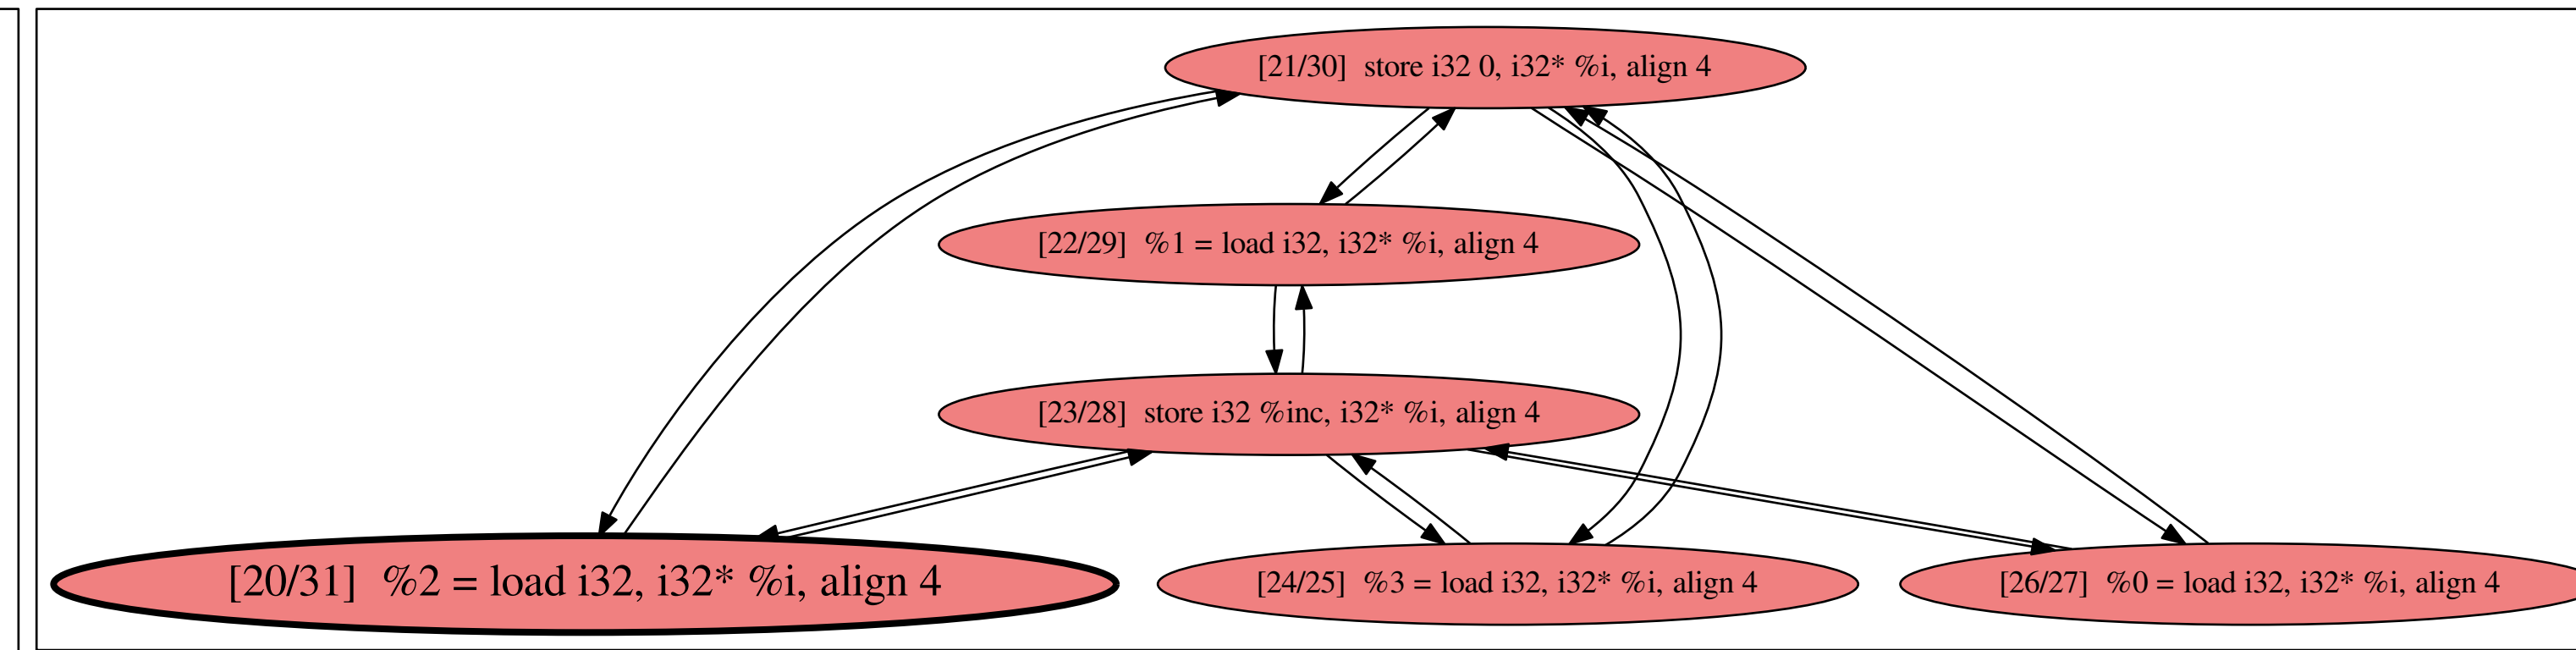 [21/30] store i32 0, i32* %i, align 4
[22/29] %1 = load i32, i32* %i, align 4
[23/28] store i32 %inc, i32* %i, align 4
[20/31] %2 = load i32, i32* %i, align 4
[24/25] %3 = load i32, i32* %i, align 4
[26/27] %0 = load i32, i32* %i, align 4